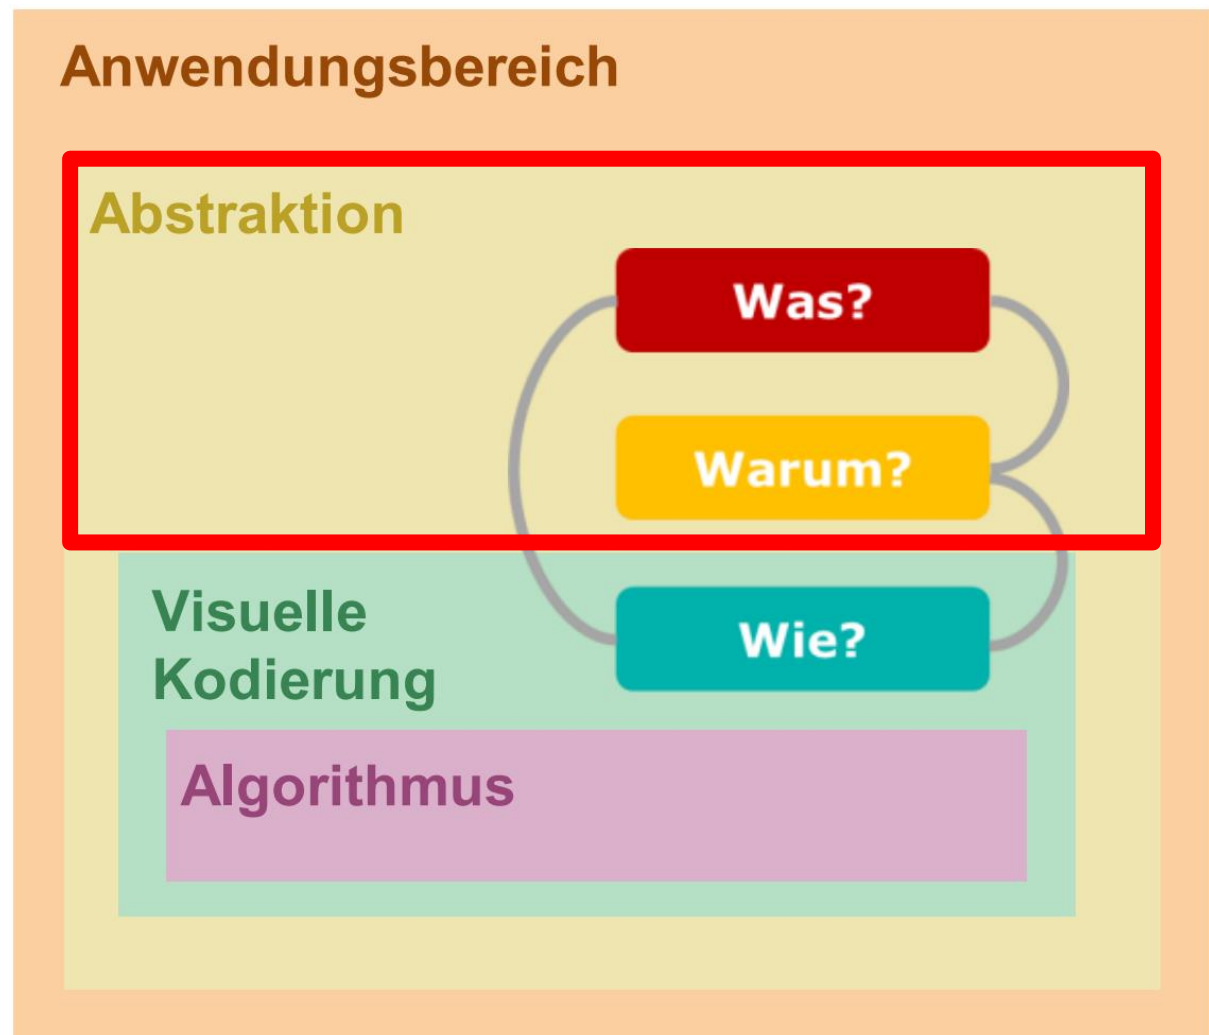 Anwendungsbereich
Abstraktion
Was?
Warum?
Visuelle
Kodierung
Wie?
Algorithmus